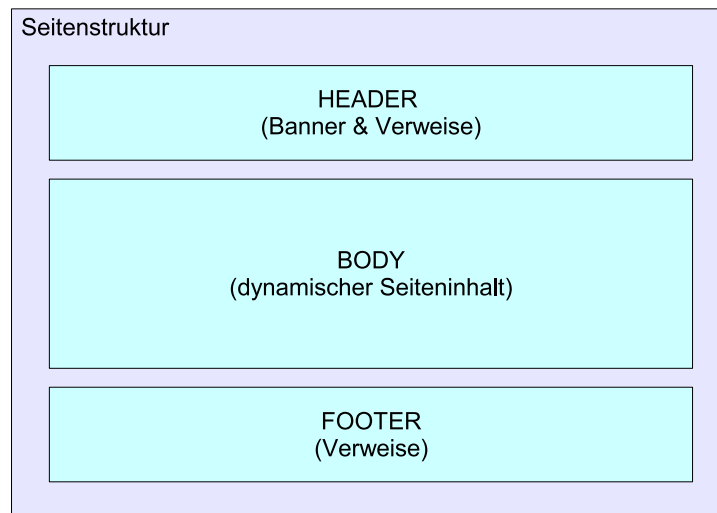 Seitenstruktur
HEADER
(Banner & Verweise)
BODY
(dynamischer Seiteninhalt)
FOOTER
(Verweise)